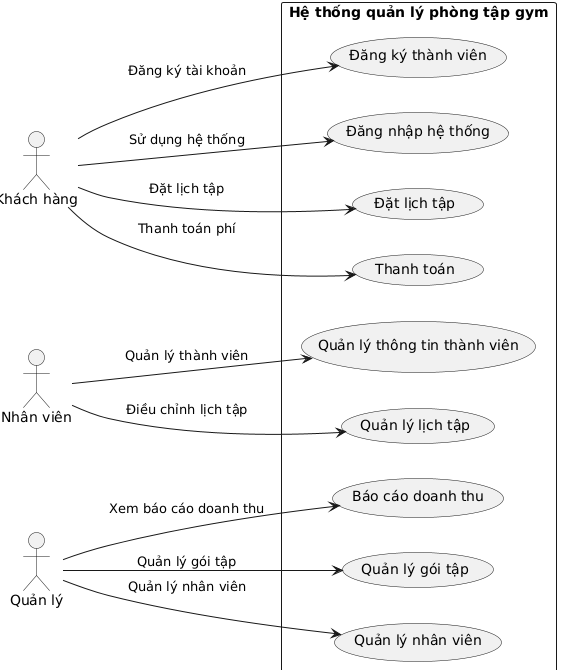 Hệ thống quản lý phòng tập gym
Đăng ký tài khoản
Đăng ký thành viên
Sử dụng hệ thống
Đăng nhập hệ thống
Khách hàng
Đặt lịch tập
Đặt lịch tập
Thanh toán phí
Thanh toán
Quản lý thành viên
Quản lý thông tin thành viên
Nhân viên
Điều chỉnh lịch tập
Quản lý lịch tập
Xem báo cáo doanh thu
Báo cáo doanh thu
Quản lý gói tập
Quản lý gói tập
Quản lý
Quản lý nhân viên
Quản lý nhân viên